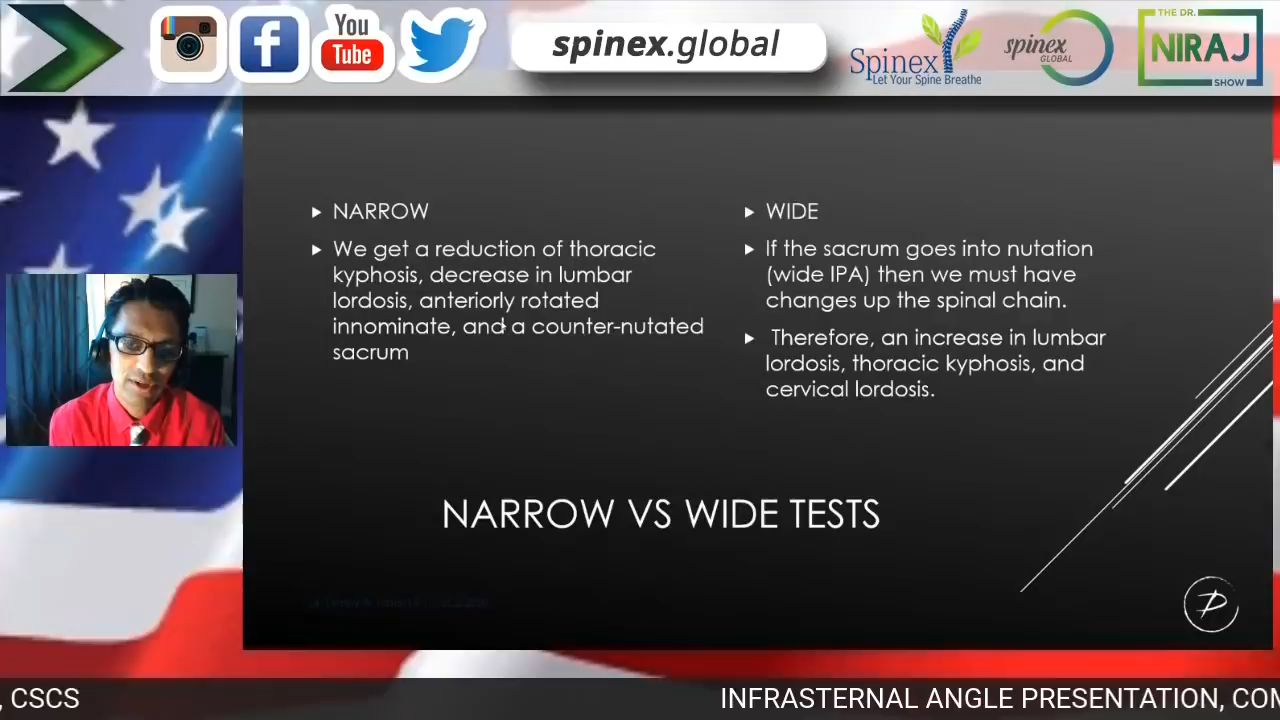 You
Tube
spinex.global
Spinex
Let Your Spine Breathe
spinex
GLOBAL
THE DR.
NIRAJ
SHOW
NARROW
We get a reduction of thoracic
kyphosis, decrease in lumbar
lordosis, anteriorly rotated
innominate, and a counter-nutated
sacrum
WIDE
If the sacrum goes into nutation
(wide IPA) then we must have
changes up the spinal chain.
Therefore, an increase in lumbar
lordosis, thoracic kyphosis, and
cervical lordosis.
NARROW VS WIDE TESTS
, CSCS
INFRASTERNAL ANGLE PRESENTATION, COM